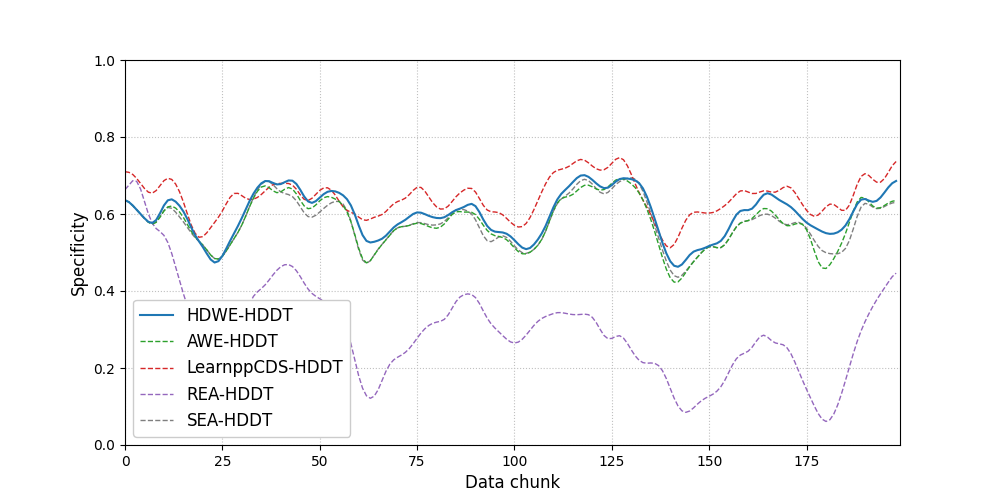 1.0
0.8
0.6
0.4
0.2
0.0
Specificity
HDWE-HDDT
AWE-HDDT
LearnppCDS-HDDT
REA-HDDT
SEA-HDDT
0 25 50 75 100 125 150 175
Data chunk